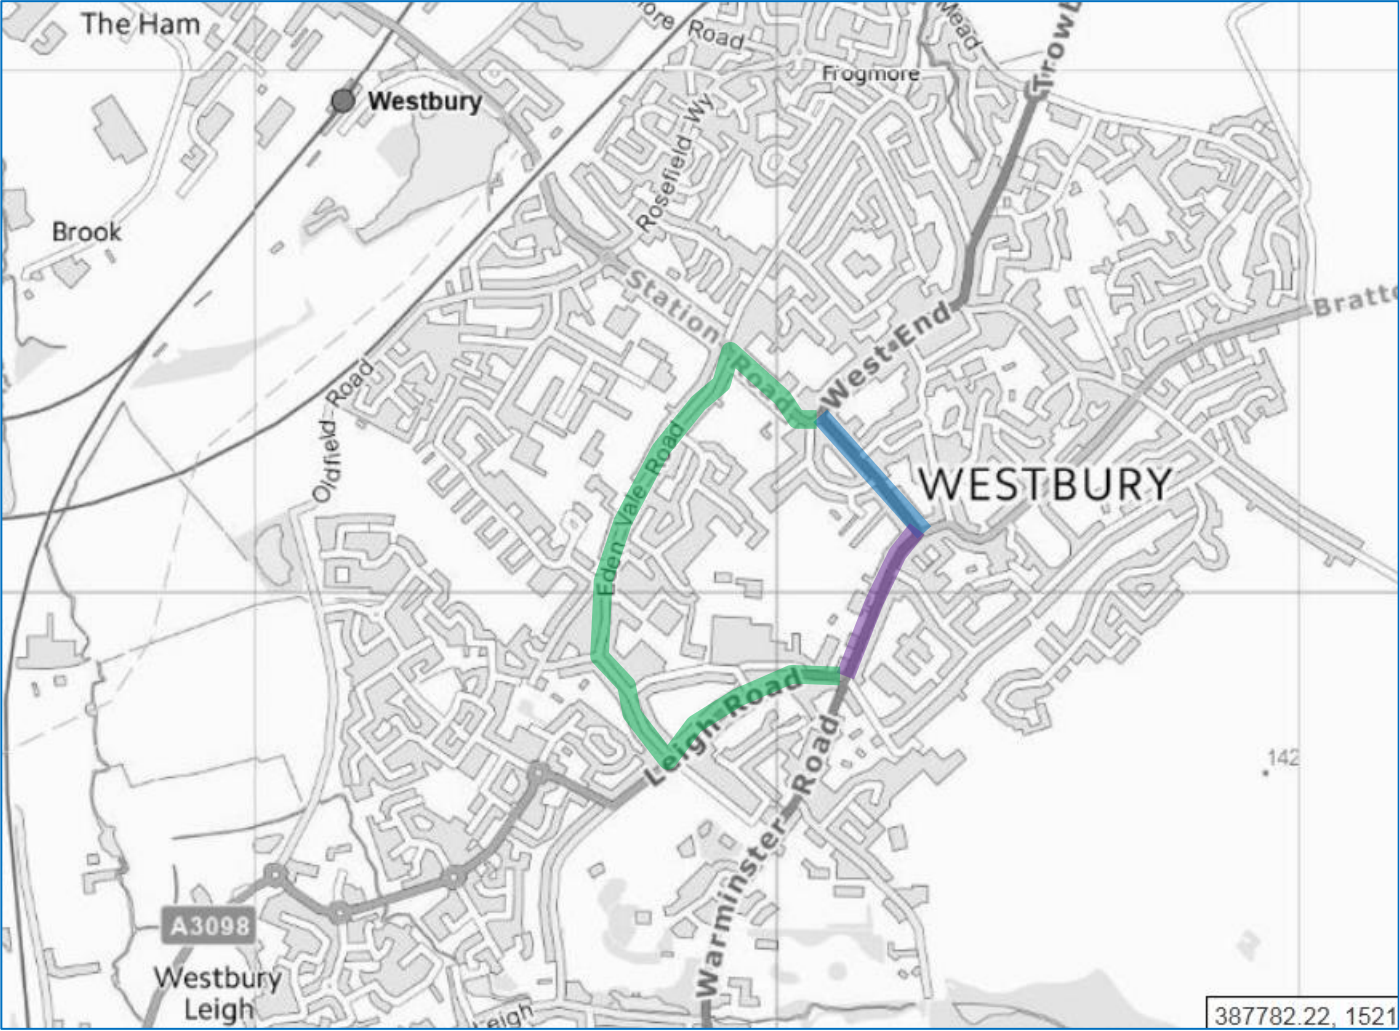 The Ham
Road
Mead
Trowb
Frogmore
Westbury
Rosefield Wy
Brook
Station
Road
West End
Bratto
Oldfield Road
Eden Vale Road
WESTBURY
Leigh Road
142
Warminster Road
A3098
Westbury
Leigh
Leigh
387782.22, 1521